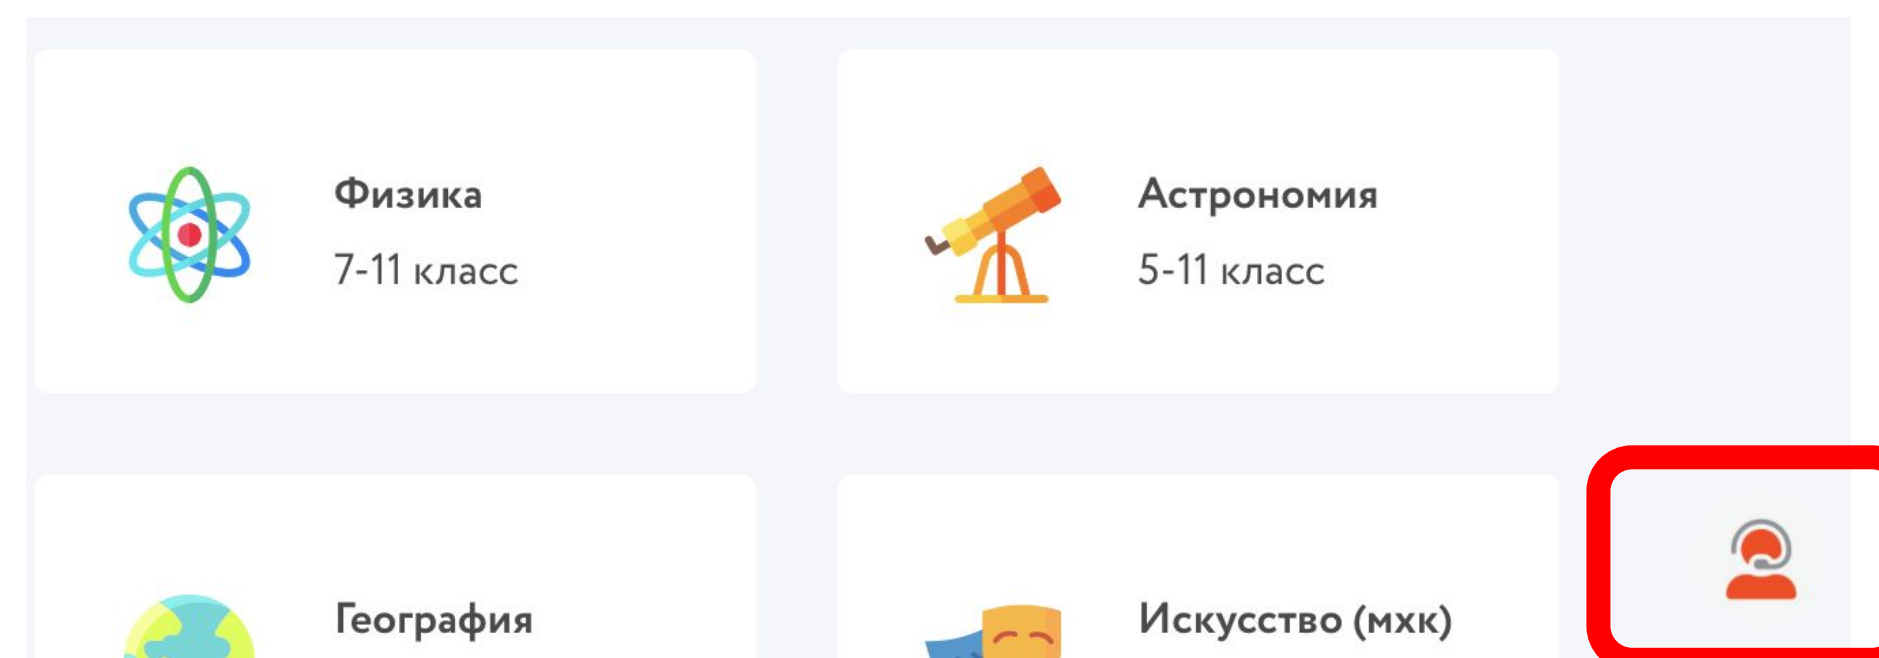 Физика
7-11 класс
Астрономия
5-11 класс
География
Искусство (мхк)